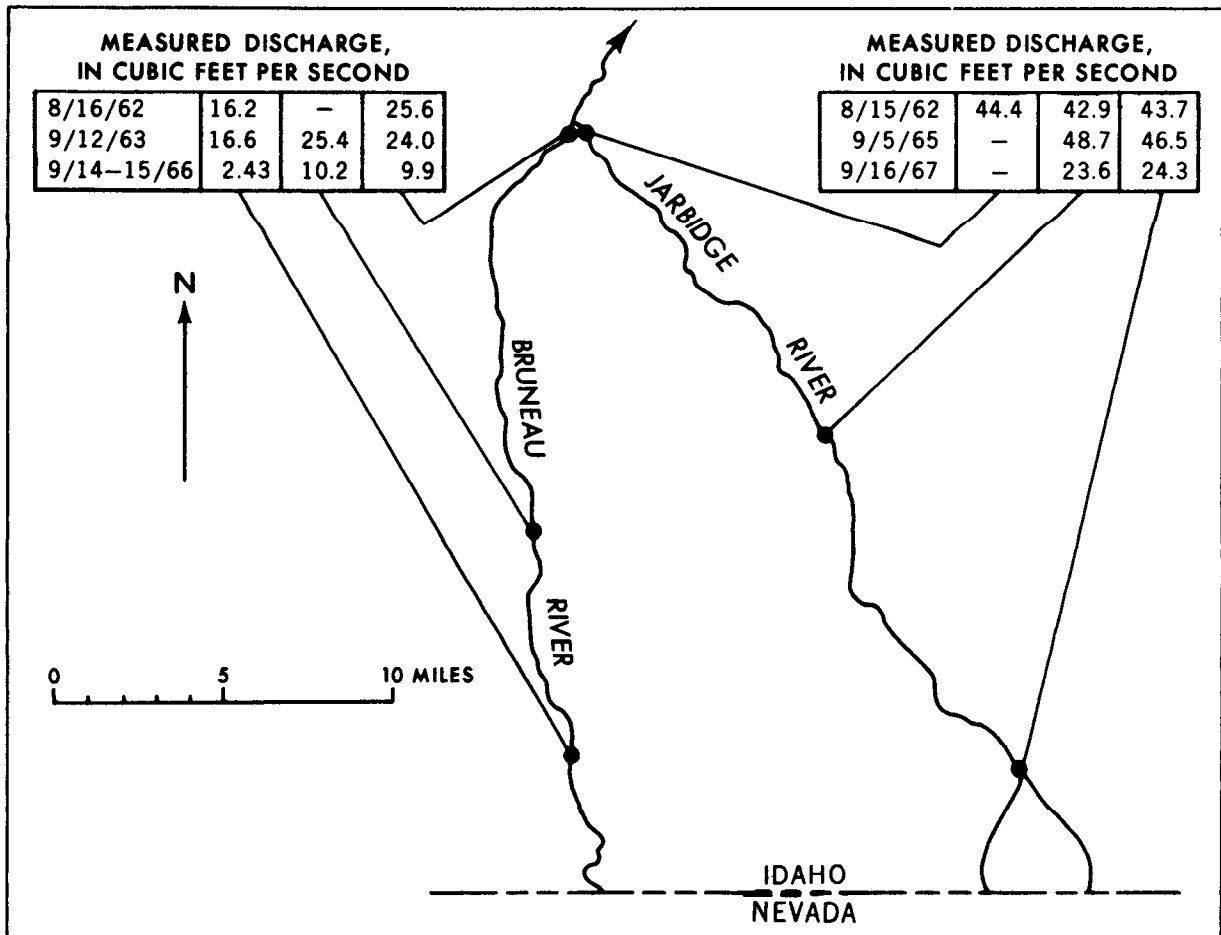 MEASURED DISCHARGE,
IN CUBIC FEET PER SECOND
8/16/62 16.2 – 25.6
9/12/63 16.6 25.4 24.0
9/14–15/66 2.43 10.2 9.9
MEASURED DISCHARGE,
IN CUBIC FEET PER SECOND
8/15/62 44.4 42.9 43.7
9/5/65 – 48.7 46.5
9/16/67 – 23.6 24.3
N
JARBIDGE
RIVER
BRUNEAU
RIVER
0 5 10 MILES
IDAHO
NEVADA